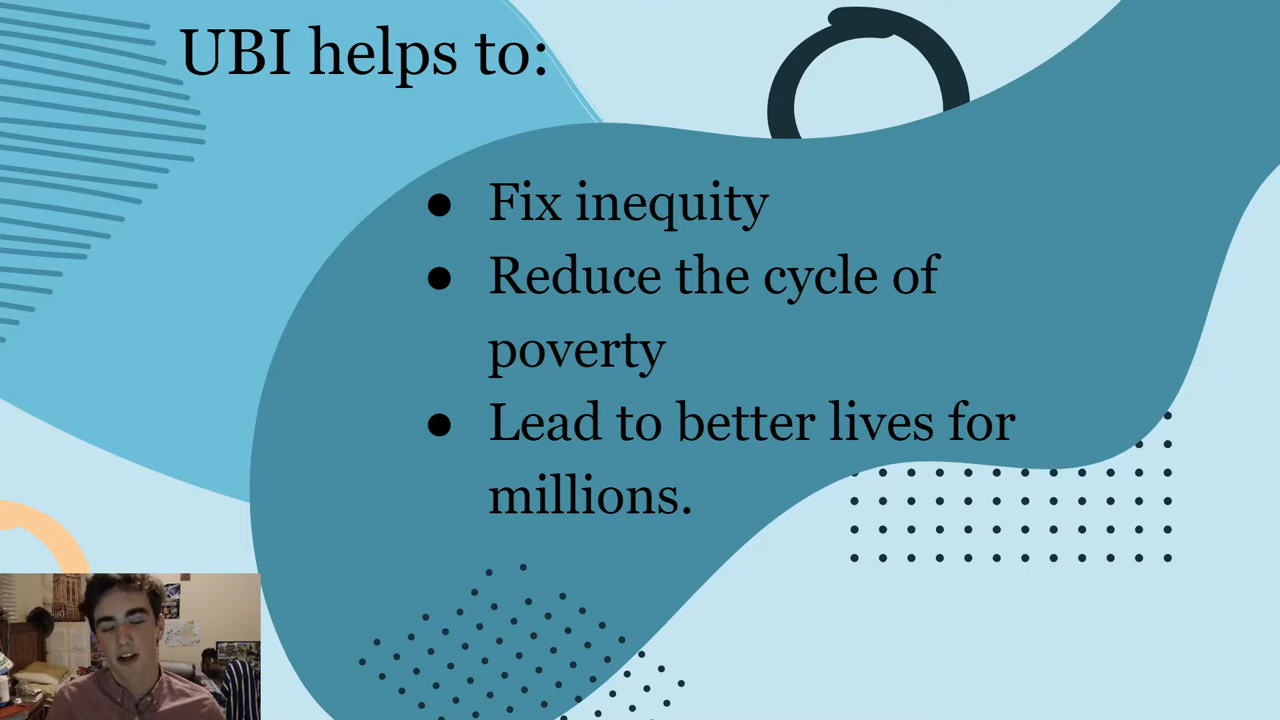 UBI helps to:
● Fix inequity
● Reduce the cycle of
poverty
● Lead to better lives for
millions.